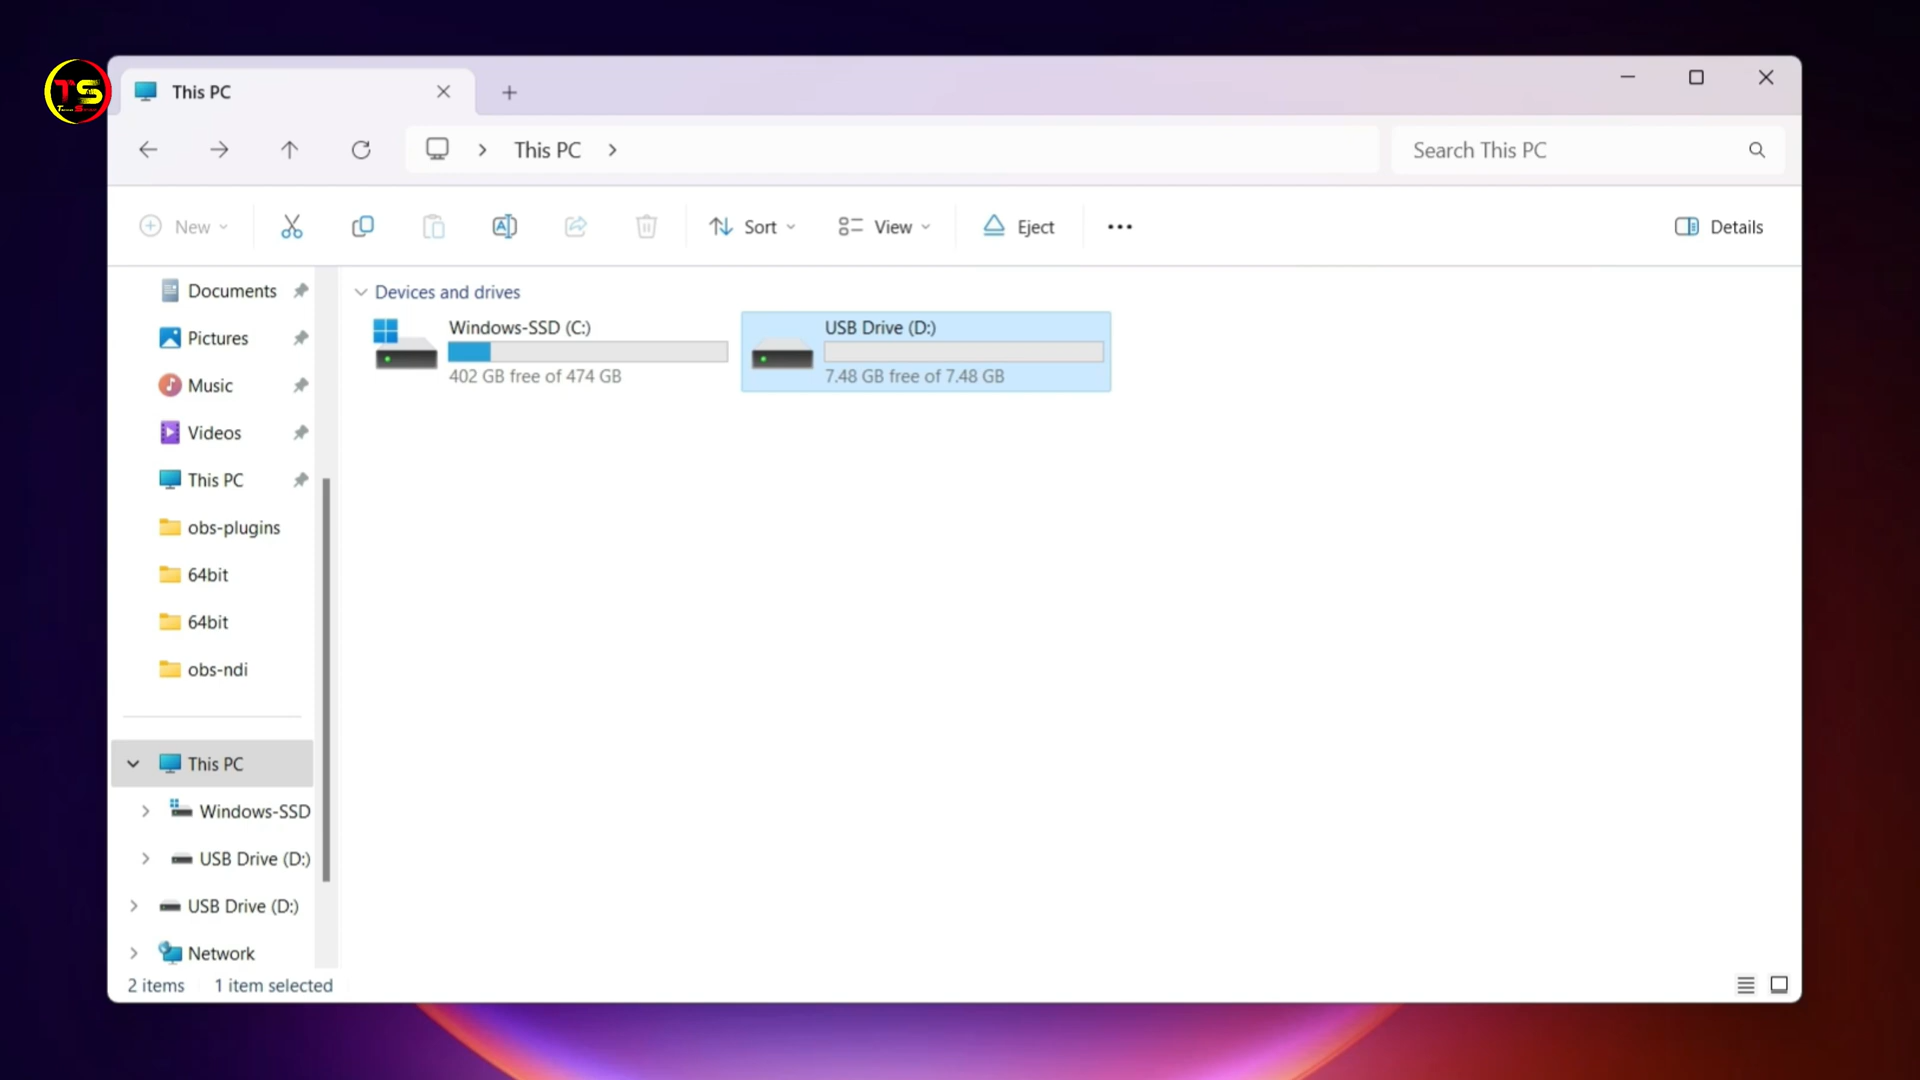 TS
This PC
This PC
Search This PC
New
Sort
View
Eject
Details
Documents
Pictures
Music
Videos
This PC
obs-plugins
64bit
64bit
obs-ndi
This PC
Windows-SSD
USB Drive (D:)
USB Drive (D:)
Network
Devices and drives
Windows-SSD (C:)
402 GB free of 474 GB
USB Drive (D:)
7.48 GB free of 7.48 GB
2 items
1 item selected